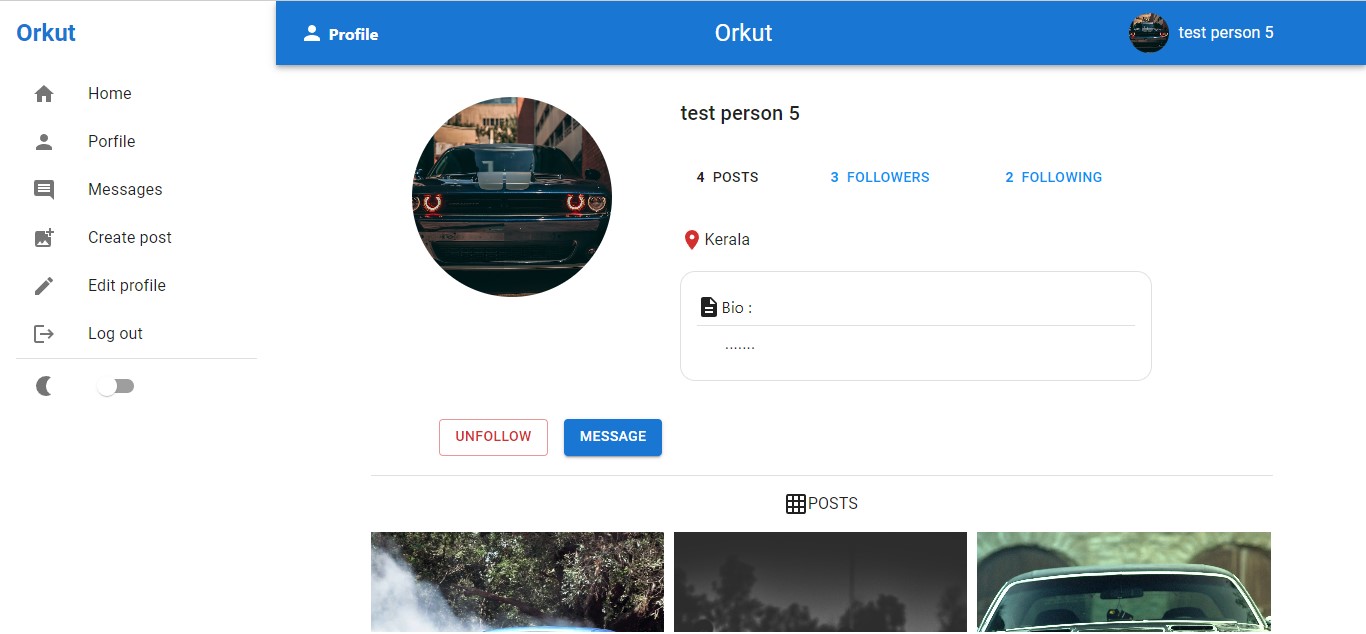 Orkut
Home
Porfile
Messages
Create post
Edit profile
Log out
Profile
Orkut
test person 5
test person 5
4 POSTS
3 FOLLOWERS
2 FOLLOWING
Kerala
Bio :
.......
UNFOLLOW
MESSAGE
POSTS